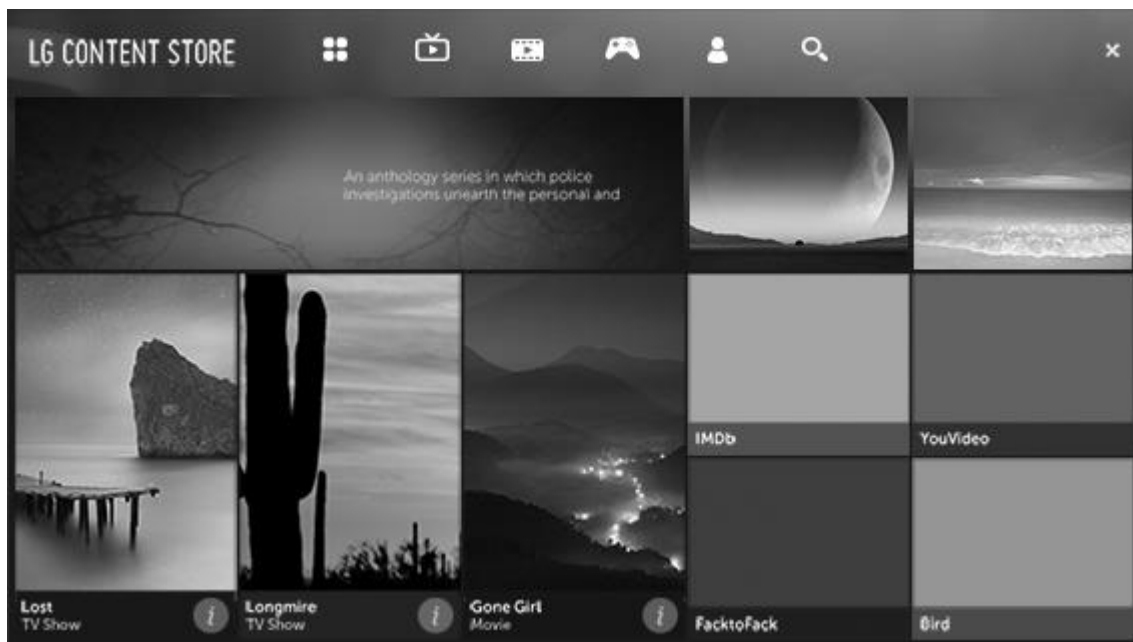 LG CONTENT STORE
An anthology series in which police
investigations unearth the personal and
Lost
TV Show
i
Longmire
TV Show
i
Gone Girl
Movie
i
IMDb
YouVideo
FacktoFack
Bird